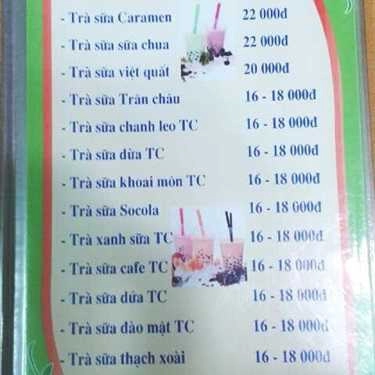 - Trà sữa Caramen 22 000đ
- Trà sữa sữa chua 22 000đ
- Trà sữa việt quất 20 000đ
- Trà sữa Trân châu 16 - 18 000đ
- Trà sữa chanh leo TC 16 - 18 000đ
- Trà sữa dừa TC 16 - 18 000đ
- Trà sữa khoai môn TC 16 - 18 000đ
- Trà sữa Socola 16 - 18 000đ
- Trà xanh sữa TC 16 - 18 000đ
- Trà sữa cafe TC 16 - 18 000đ
- Trà sữa dứa TC 16 - 18 000đ
- Trà sữa đào mật TC 16 - 18 000đ
- Trà sữa thạch xoài 16 - 18 000đ